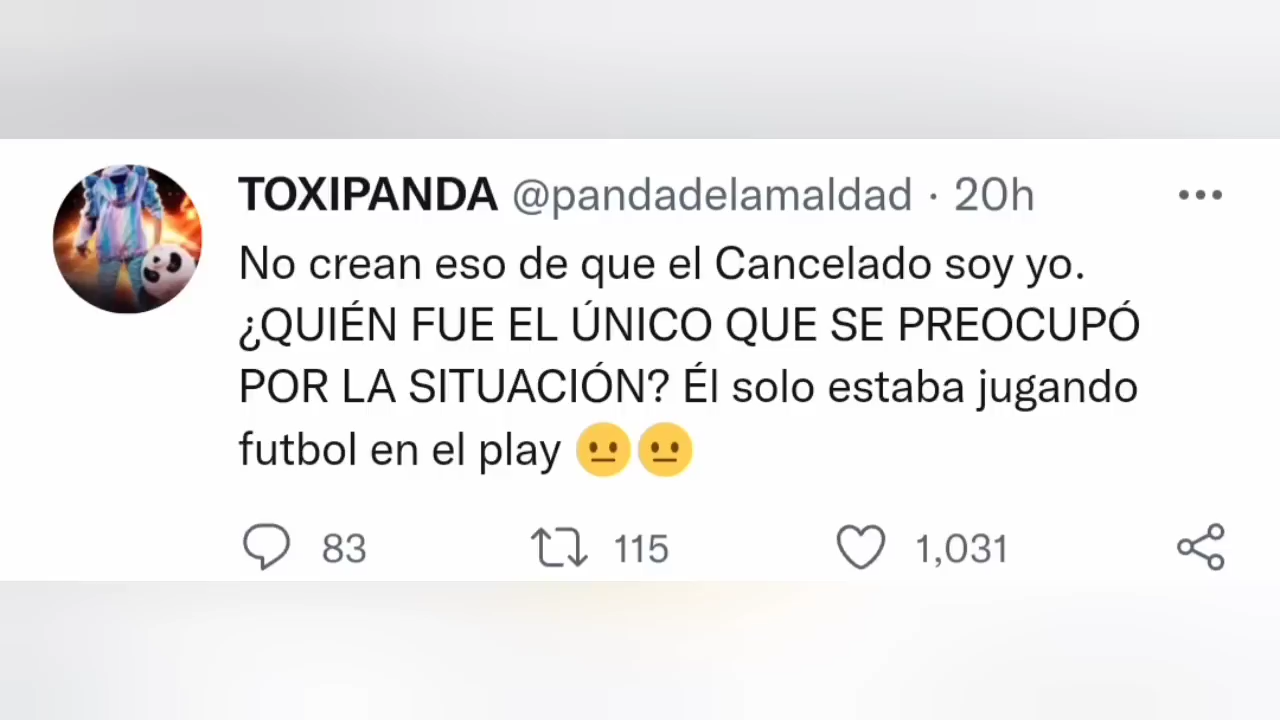 TOXIPANDA @pandadelamaldad · 20h
No crean eso de que el Cancelado soy yo.
¿QUIÉN FUE EL ÚNICO QUE SE PREOCUPÓ
POR LA SITUACIÓN? Él solo estaba jugando
futbol en el play 😐😐
83 115 1,031